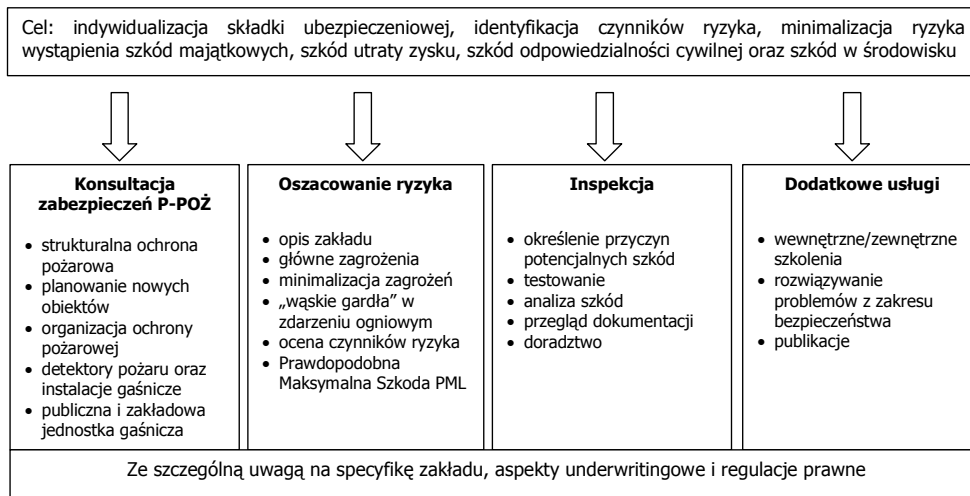 Cel: indywidualizacja składki ubezpieczeniowej, identyfikacja czynników ryzyka, minimalizacja ryzyka
wystąpienia szkód majątkowych, szkód utraty zysku, szkód odpowiedzialności cywilnej oraz szkód w środowisku
Konsultacja
zabezpieczeń P-POŻ
• strukturalna ochrona
pożarowa
• planowanie nowych
obiektów
• organizacja ochrony
pożarowej
• detektory pożaru oraz
instalacje gaśnicze
• publiczna i zakładowa
jednostka gaśnicza
Oszacowanie ryzyka
• opis zakładu
• główne zagrożenia
• minimalizacja zagrożeń
• „wąskie gardła” w
zdarzeniu ogniowym
• ocena czynników ryzyka
• Prawdopodobna
Maksymalna Szkoda PML
Inspekcja
• określenie przyczyn
potencjalnych szkód
• testowanie
• analiza szkód
• przegląd dokumentacji
• doradztwo
Dodatkowe usługi
• wewnętrzne/zewnętrzne
szkolenia
• rozwiązywanie
problemów z zakresu
bezpieczeństwa
• publikacje
Ze szczególną uwagą na specyfikę zakładu, aspekty underwritingowe i regulacje prawne